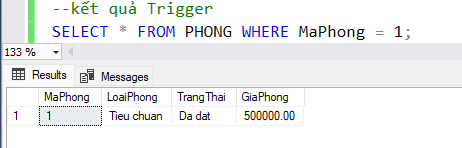 --kết quả Trigger
SELECT * FROM PHONG WHERE MaPhong = 1;
133 %
Results Messages
MaPhong LoaiPhong TrangThai GiaPhong
1 1 Tieu chuan Da dat 500000.00